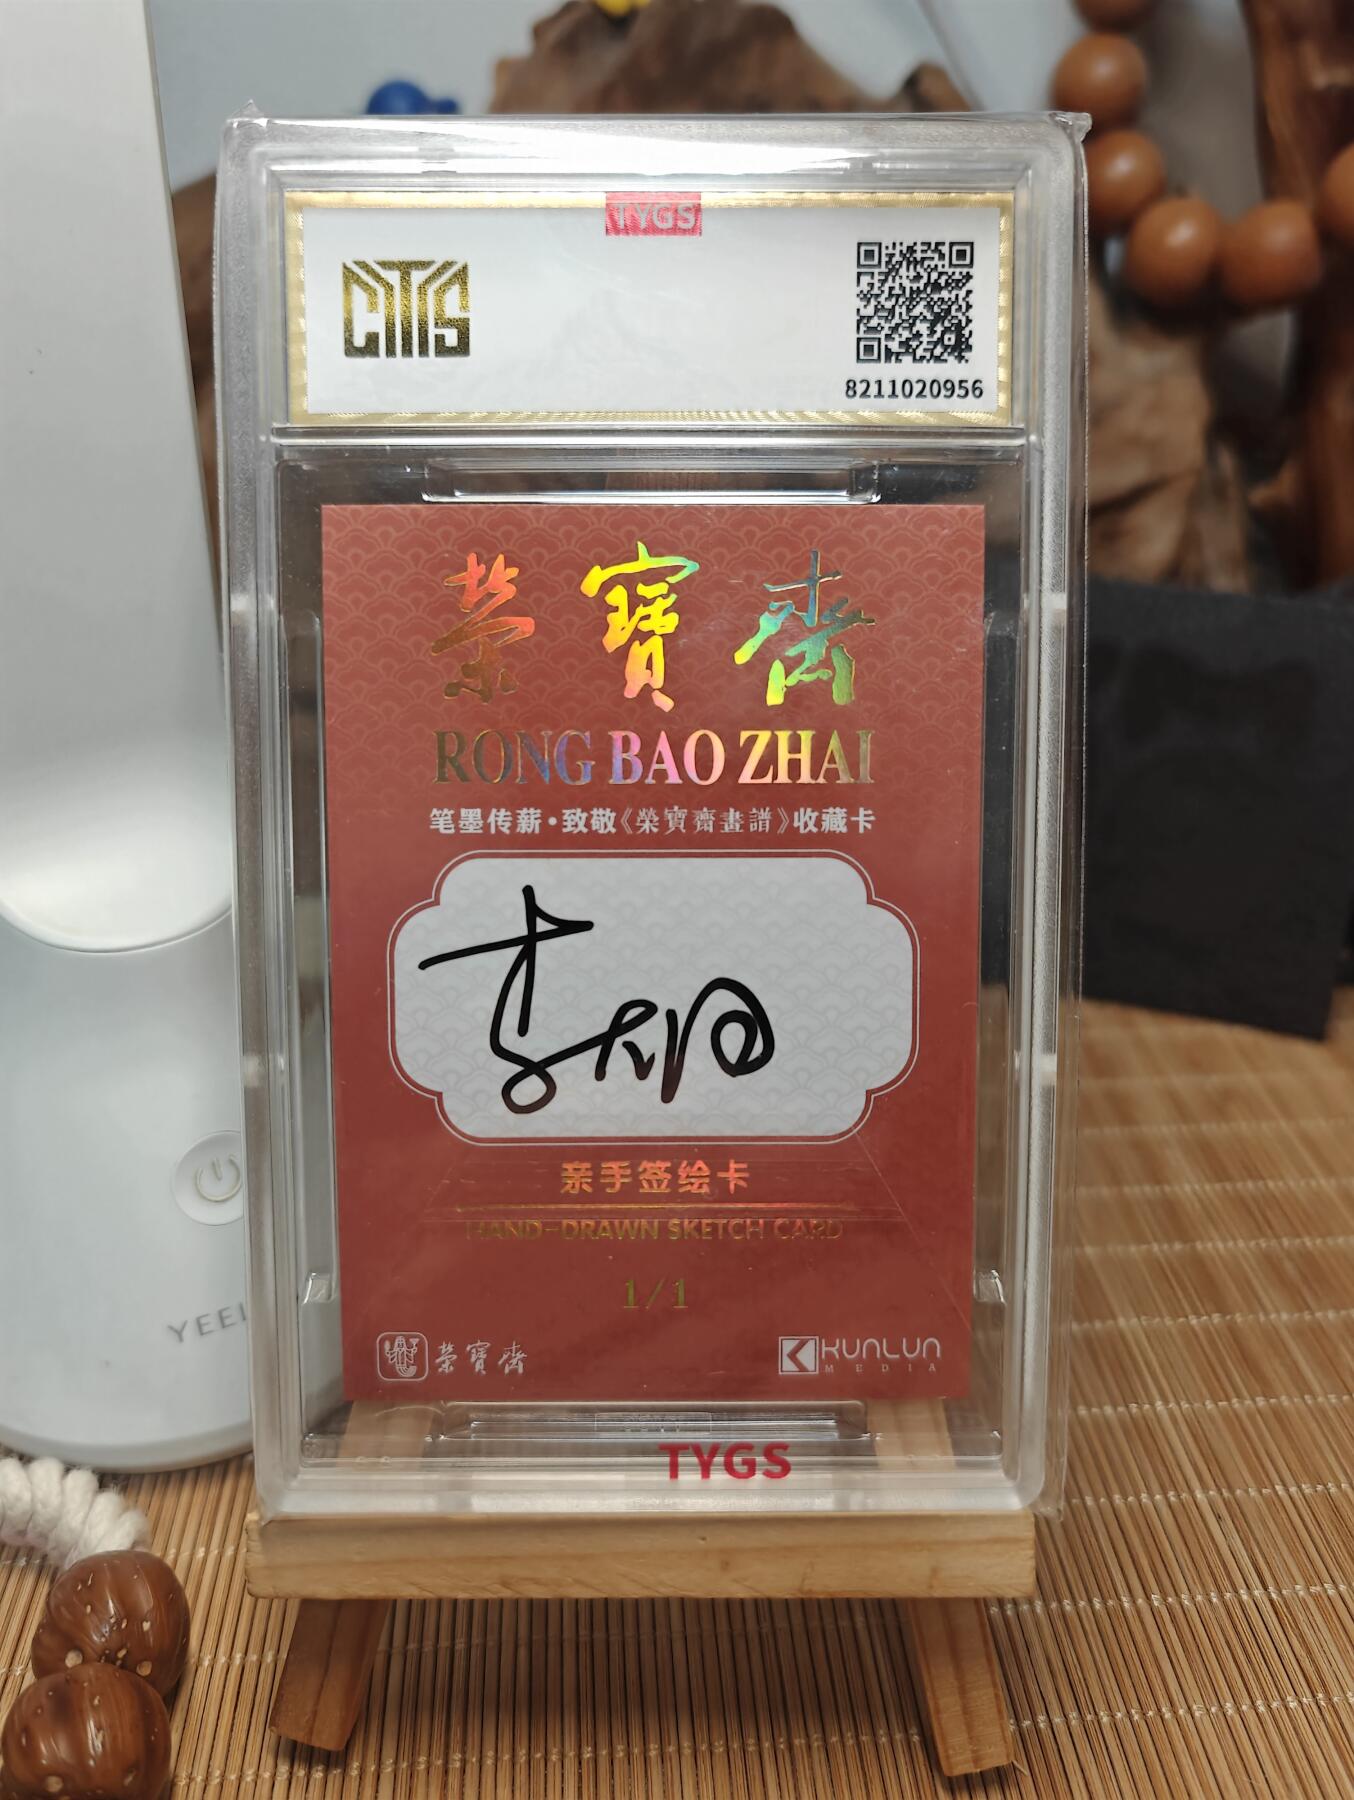 TYGS
CTYS
8211020956
榮寶齋
RONG BAO ZHAI
笔墨传薪·致敬《榮寶齋畫譜》收藏卡
亲手签绘卡
HAND-DRAWN SKETCH CARD
1/1
榮寶齋
KUNLUN
MEDIA
TYGS
YEEL